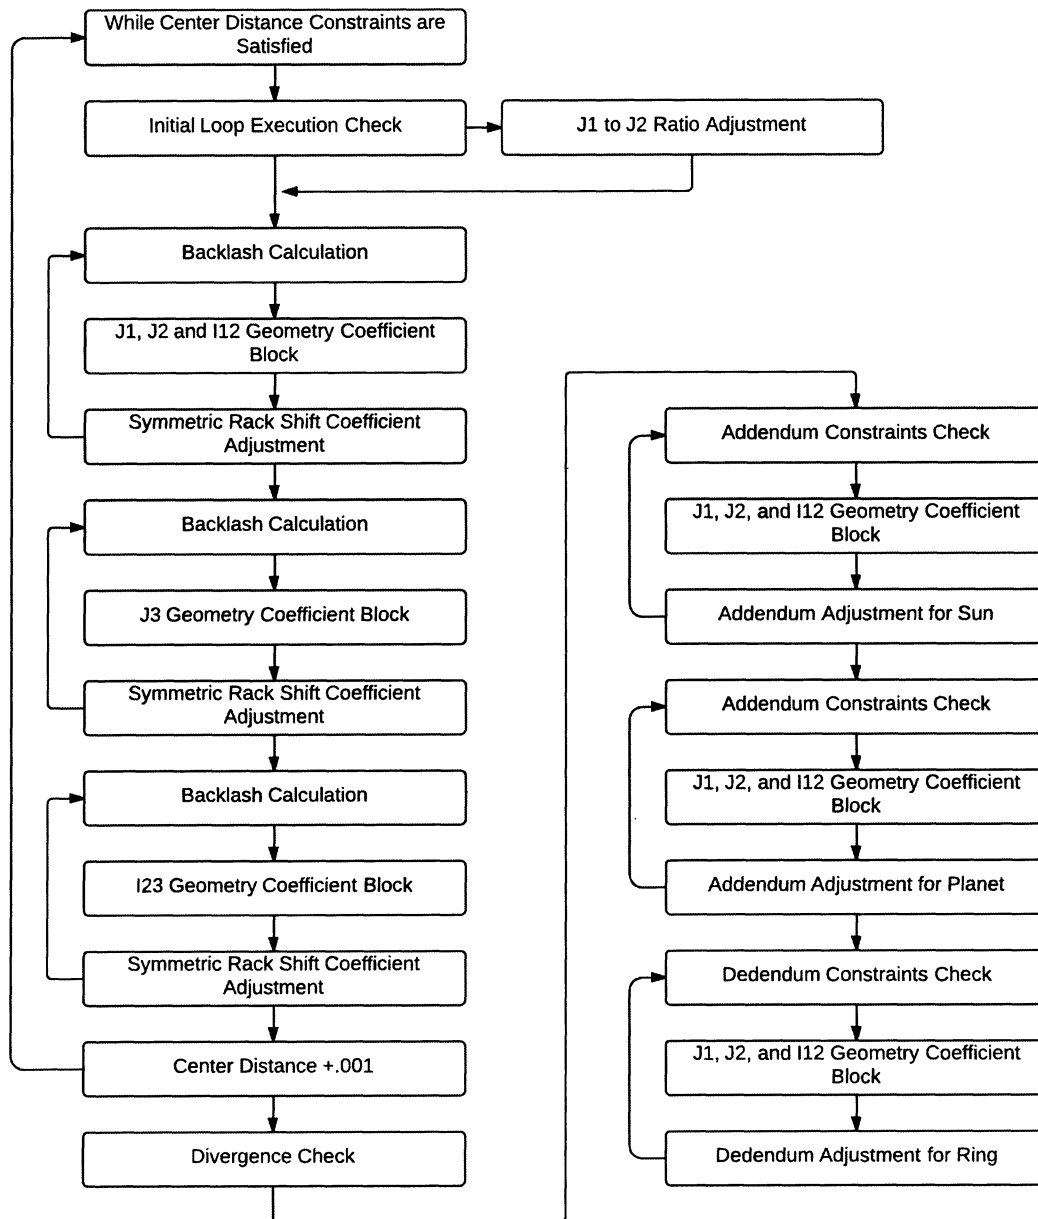 While Center Distance Constraints are
Satisfied
Initial Loop Execution Check
J1 to J2 Ratio Adjustment
Backlash Calculation
J1, J2 and I12 Geometry Coefficient
Block
Symmetric Rack Shift Coefficient
Adjustment
Backlash Calculation
J3 Geometry Coefficient Block
Symmetric Rack Shift Coefficient
Adjustment
Backlash Calculation
I23 Geometry Coefficient Block
Symmetric Rack Shift Coefficient
Adjustment
Center Distance +.001
Divergence Check
Addendum Constraints Check
J1, J2, and I12 Geometry Coefficient
Block
Addendum Adjustment for Sun
Addendum Constraints Check
J1, J2, and I12 Geometry Coefficient
Block
Addendum Adjustment for Planet
Dedendum Constraints Check
J1, J2, and I12 Geometry Coefficient
Block
Dedendum Adjustment for Ring